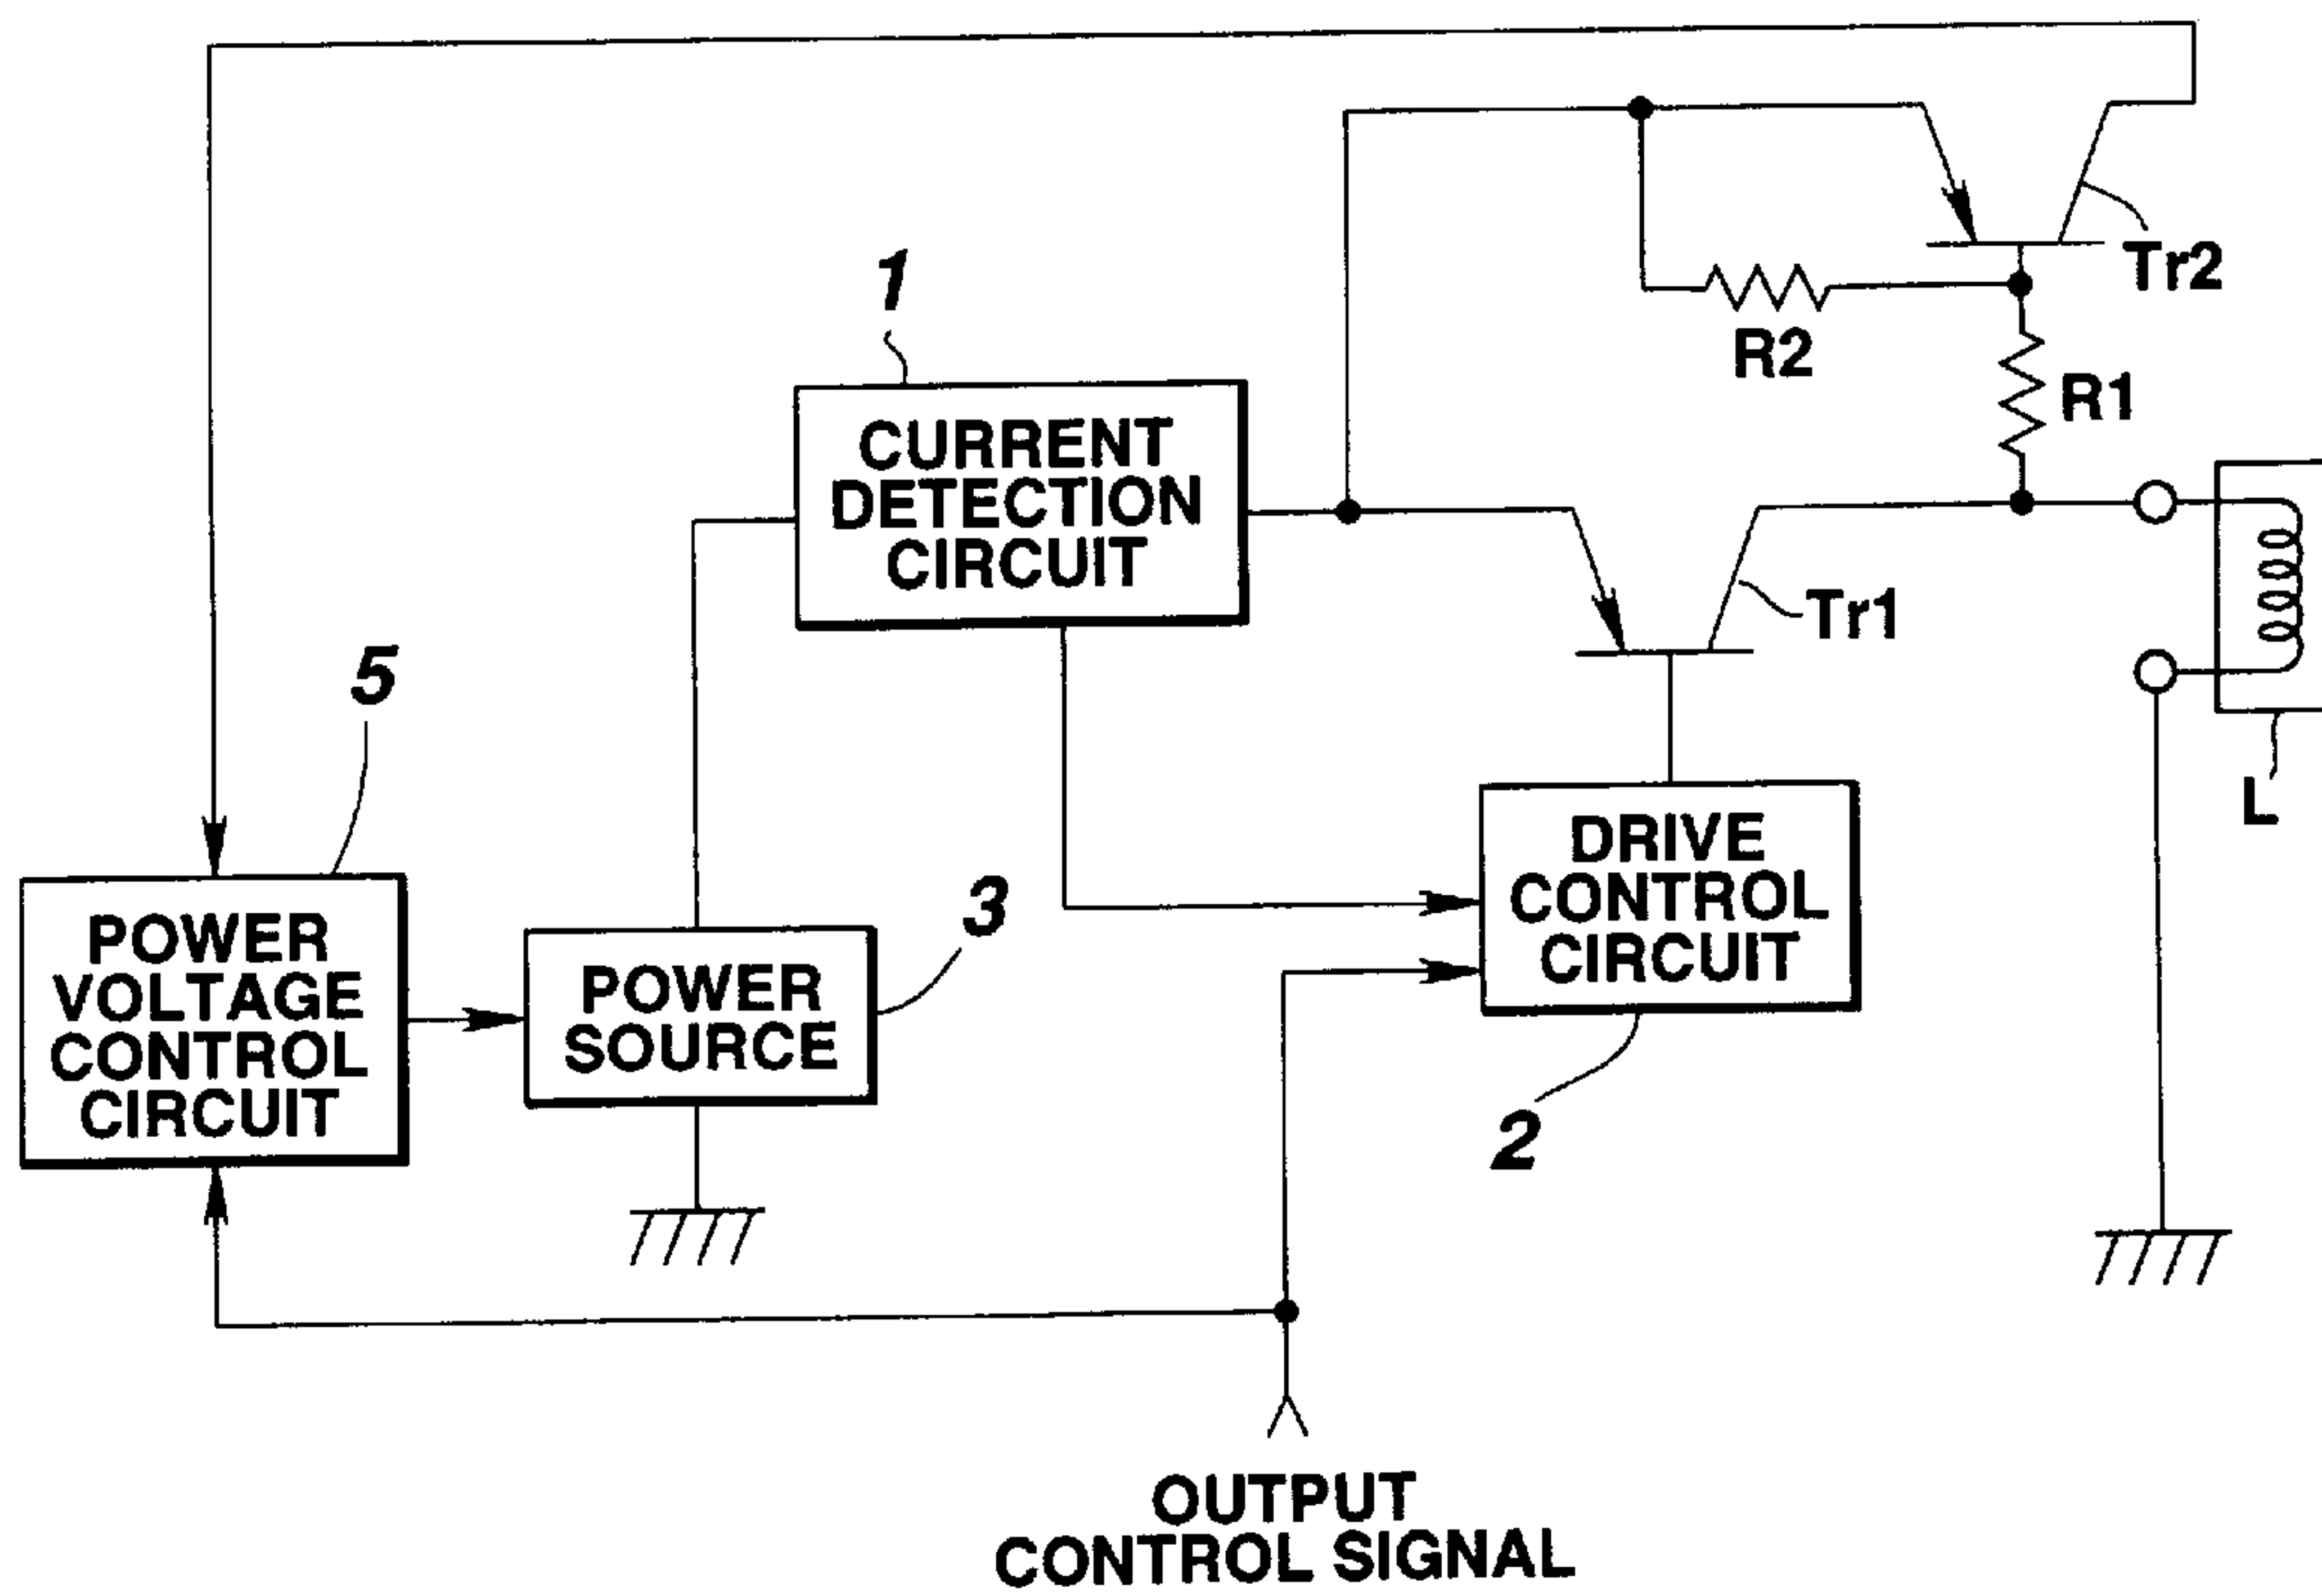 Tr2
1
R2
R1
CURRENT
DETECTION
CIRCUIT
Tr1
5
L
DRIVE
CONTROL
CIRCUIT
3
POWER
VOLTAGE
CONTROL
CIRCUIT
POWER
SOURCE
2
OUTPUT
CONTROL SIGNAL